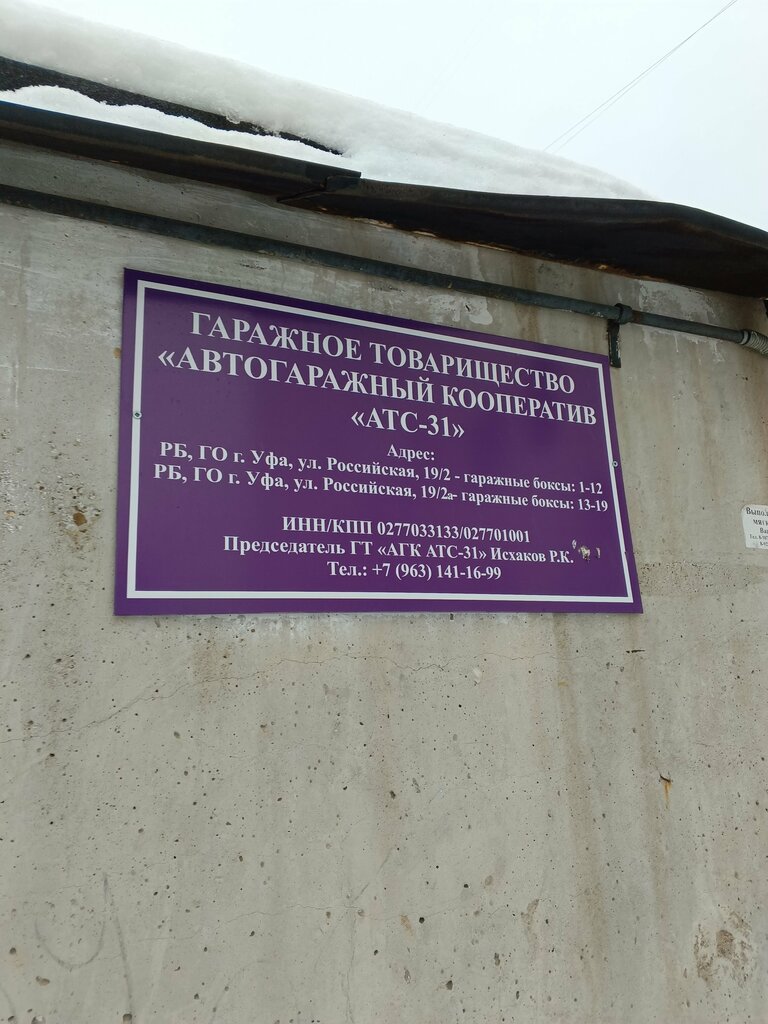 ГАРАЖНОЕ ТОВАРИЩЕСТВО
«АВТОГАРАЖНЫЙ КООПЕРАТИВ
«АТС-31»
Адрес:
РБ, ГО г. Уфа, ул. Российская, 19/2 - гаражные боксы: 1-12
РБ, ГО г. Уфа, ул. Российская, 19/2а- гаражные боксы: 13-19
ИНН/КПП 0277033133/027701001
Председатель ГТ «АГК АТС-31» Исхаков Р.К.
Тел.: +7 (963) 141-16-99